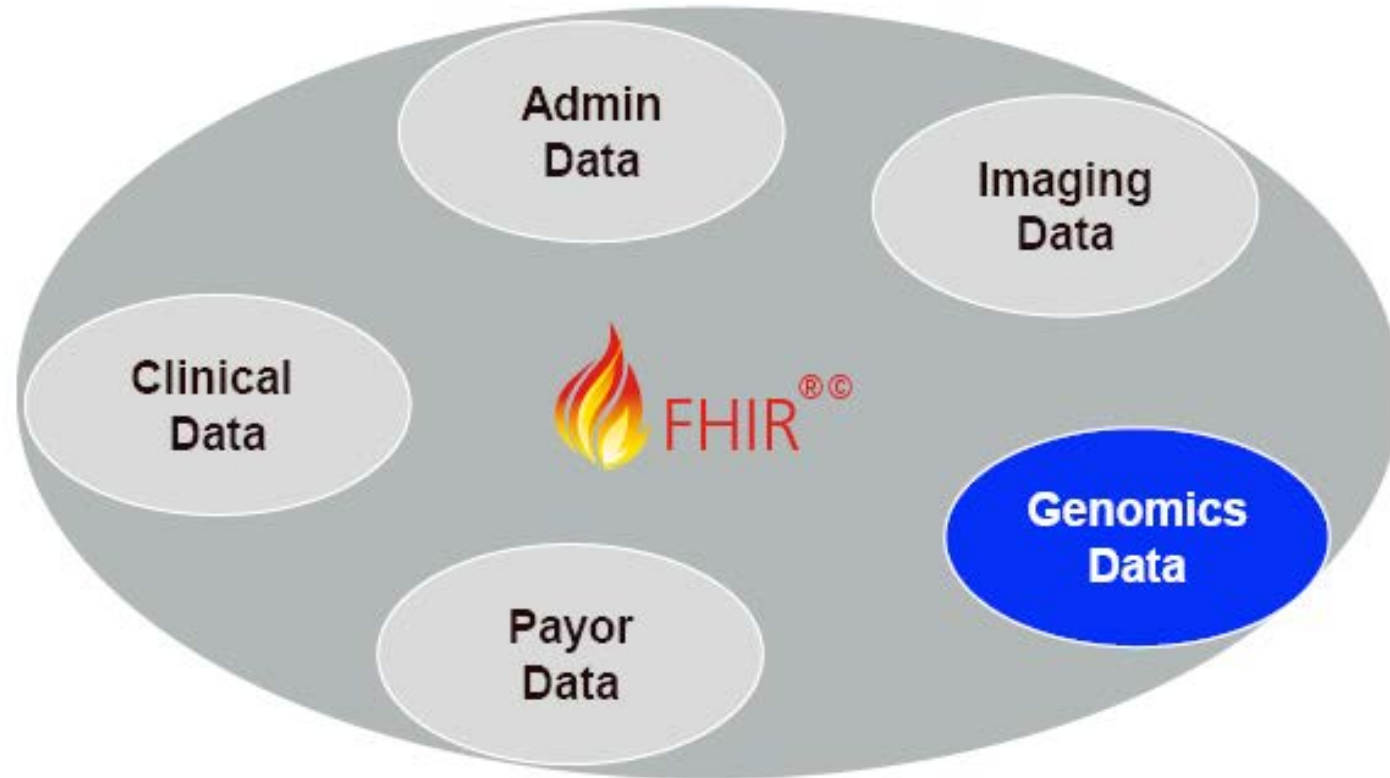 Admin
Data
Imaging
Data
Clinical
Data
FHIR®©
Genomics
Data
Payor
Data